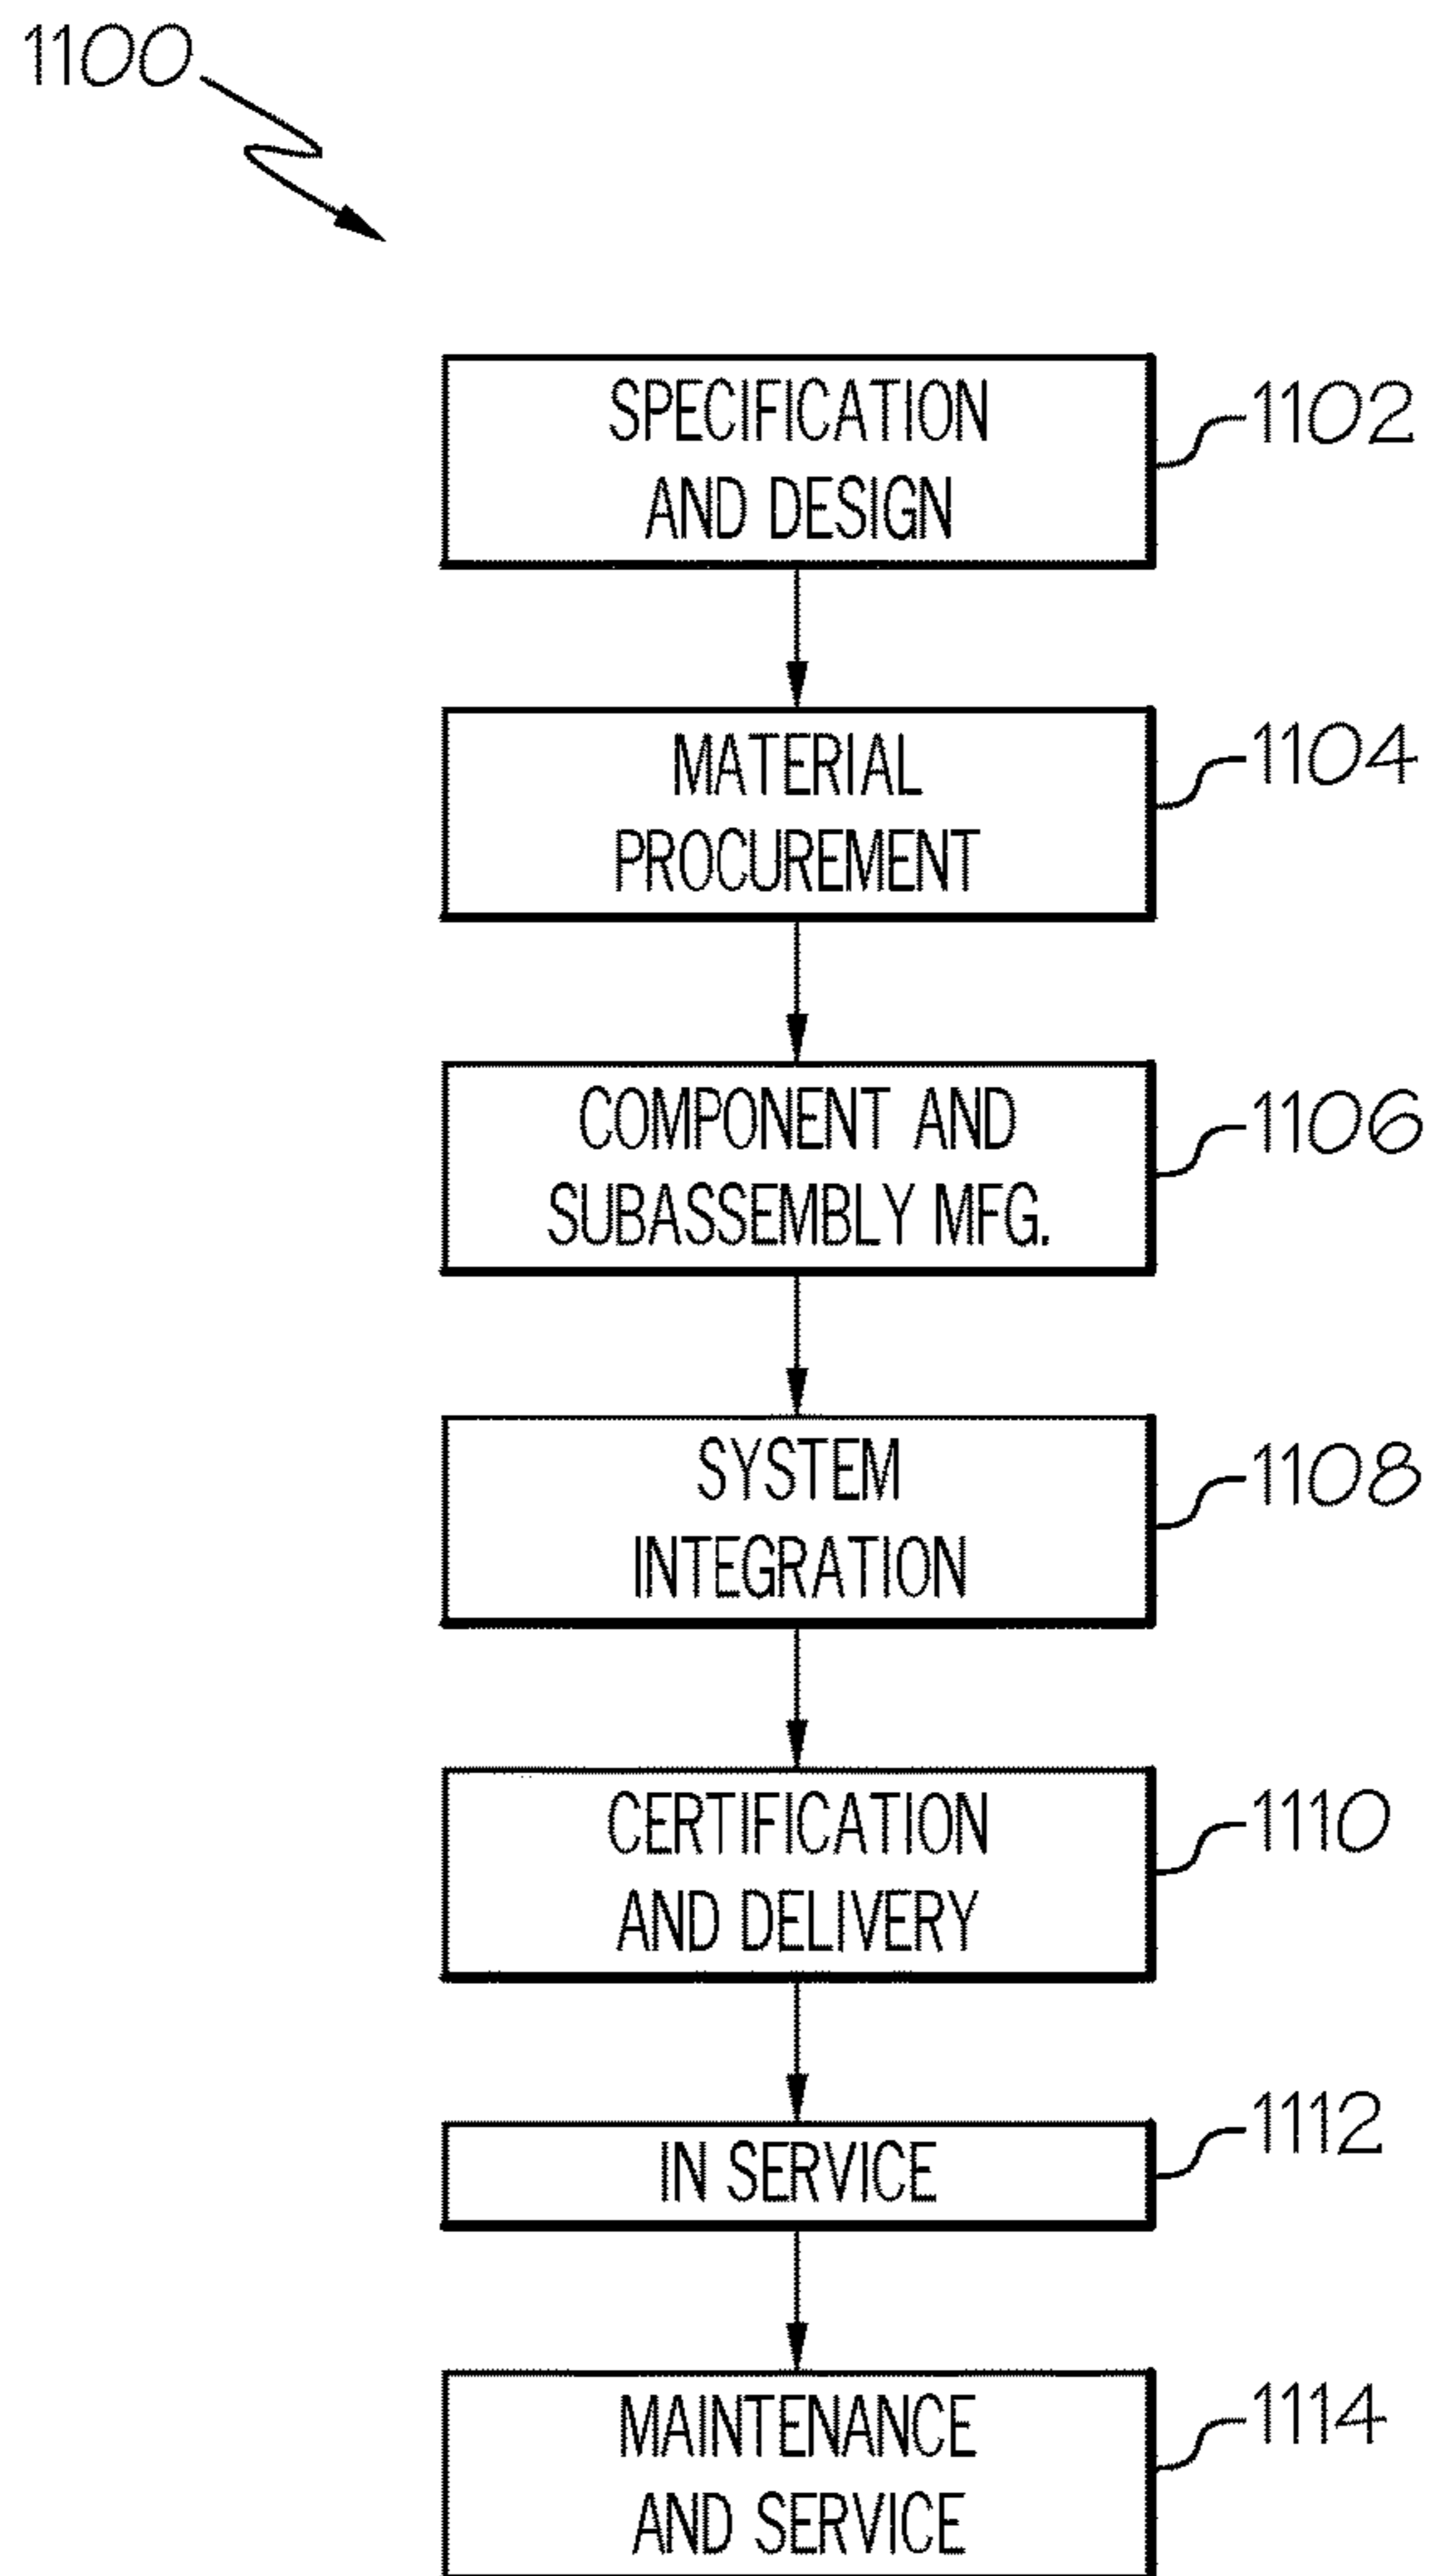 1100
SPECIFICATION
AND DESIGN
1102
MATERIAL
PROCUREMENT
1104
COMPONENT AND
SUBASSEMBLY MFG.
1106
SYSTEM
INTEGRATION
1108
CERTIFICATION
AND DELIVERY
1110
IN SERVICE
1112
MAINTENANCE
AND SERVICE
1114